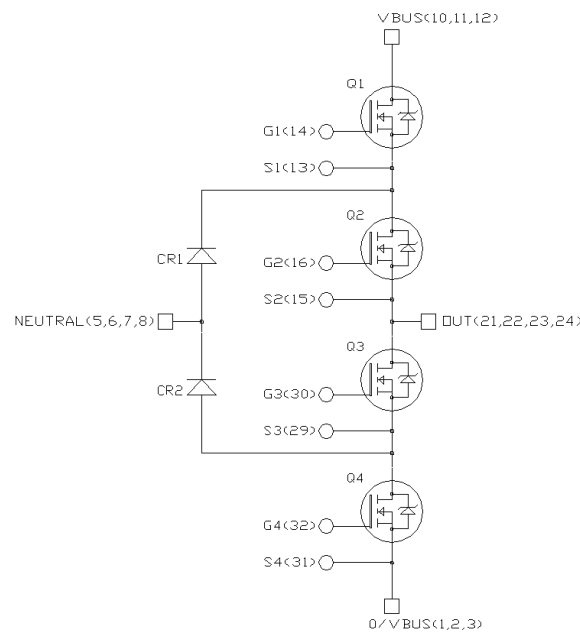 VBUS(10,11,12)
Q1
G1(14)
S1(13)
Q2
CR1
G2(16)
S2(15)
NEUTRAL(5,6,7,8)
OUT(21,22,23,24)
Q3
CR2
G3(30)
S3(29)
Q4
G4(32)
S4(31)
0/VBUS(1,2,3)